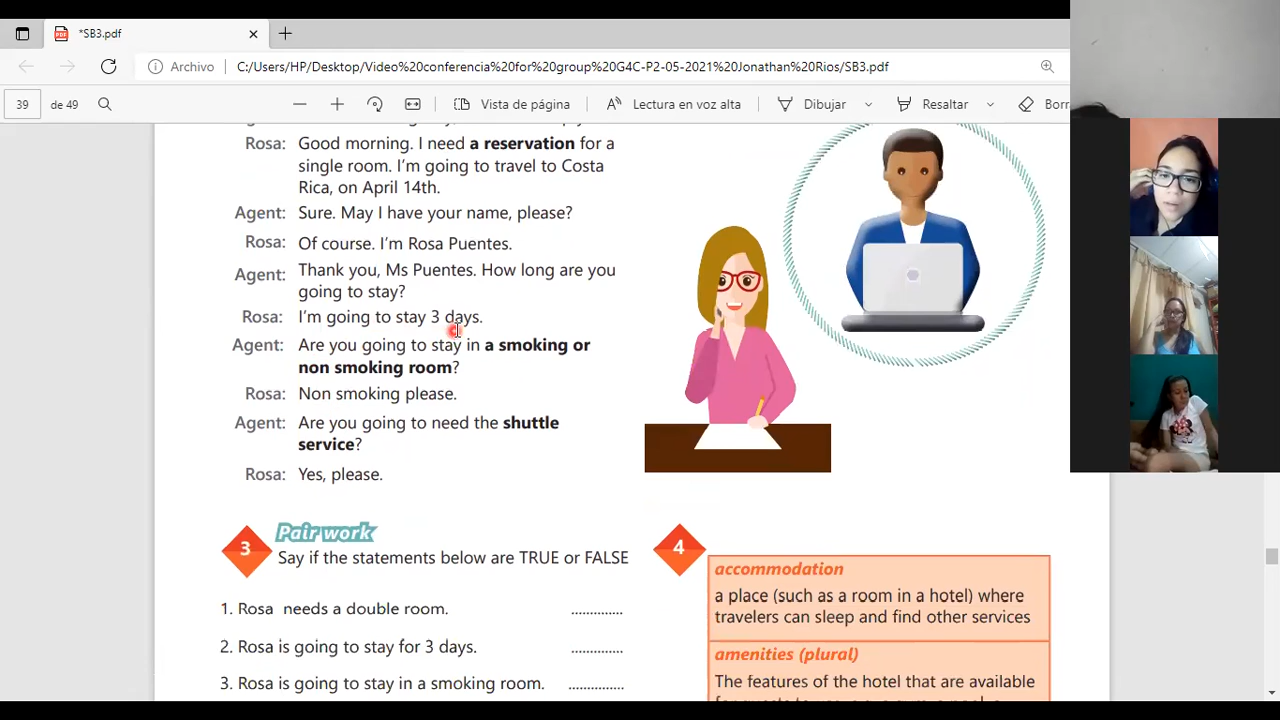 *SB3.pdf
Archivo
C:/Users/HP/Desktop/Video%20conferencia%20for%20group%20G4C-P2-05-2021%20Jonathan%20Rios/SB3.pdf
39 de 49
Vista de página
Lectura en voz alta
Dibujar
Resaltar
Borr
Rosa: Good morning. I need a reservation for a
single room. I'm going to travel to Costa
Rica, on April 14th.
Agent: Sure. May I have your name, please?
Rosa: Of course. I'm Rosa Puentes.
Agent: Thank you, Ms Puentes. How long are you
going to stay?
Rosa: I'm going to stay 3 days.
Agent: Are you going to stay in a smoking or
non smoking room?
Rosa: Non smoking please.
Agent: Are you going to need the shuttle
service?
Rosa: Yes, please.
3 Pair work
Say if the statements below are TRUE or FALSE
1. Rosa needs a double room. .............
2. Rosa is going to stay for 3 days. .............
3. Rosa is going to stay in a smoking room. .............
4
accommodation
a place (such as a room in a hotel) where
travelers can sleep and find other services
amenities (plural)
The features of the hotel that are available